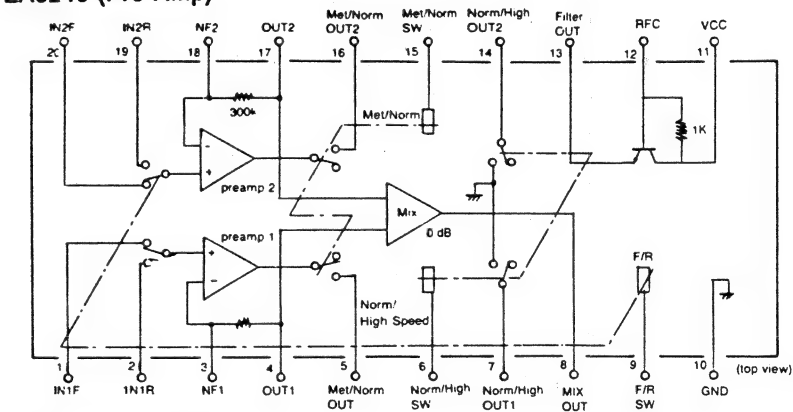 IN2F IN2R NF2 OUT2 Met/Norm OUT2 Met/Norm SW Norm/High OUT2 Filter OUT RFC VCC
20 19 18 17 16 15 14 13 12 11
300k
Met/Norm
1K
preamp 2
Mix
0 dB
preamp 1
F/R
Norm/
High Speed
1 2 3 4 5 6 7 8 9 10 (top view)
IN1F 1N1R NF1 OUT1 Met/Norm OUT Norm/High SW Norm/High OUT1 MIX OUT F/R SW GND